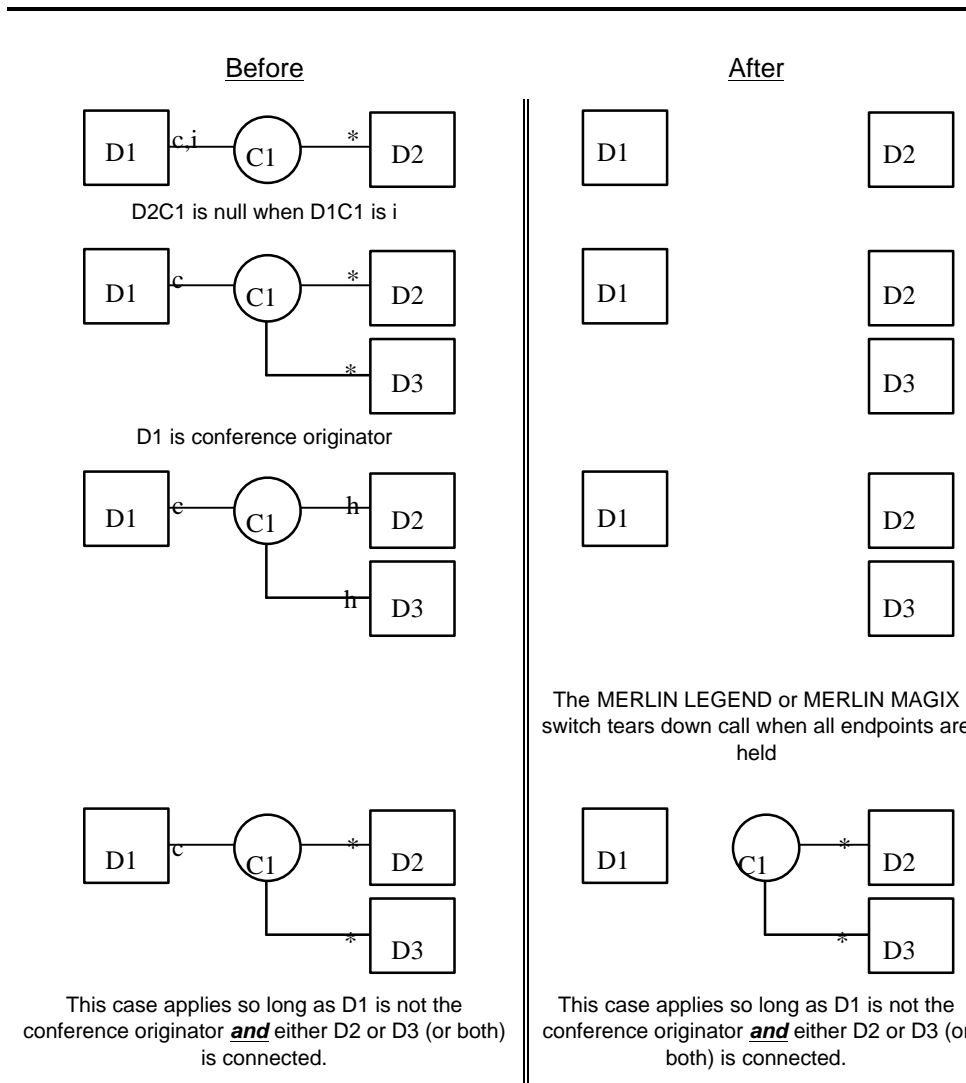 Before
After
D1 c,i C1 * D2
D1 D2
D2C1 is null when D1C1 is i
D1 c C1 * D2
D1 D2
* D3
D3
D1 is conference originator
D1 c C1 h D2
D1 D2
h D3
D3
The MERLIN LEGEND or MERLIN MAGIX
switch tears down call when all endpoints are
held
D1 c C1 * D2
D1 C1 * D2
* D3
* D3
This case applies so long as D1 is not the
conference originator and either D2 or D3 (or both)
is connected.
This case applies so long as D1 is not the
conference originator and either D2 or D3 (or
both) is connected.